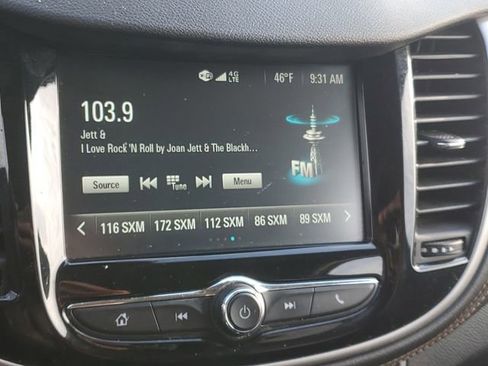 4G LTE 46°F 9:31 AM
103.9
Jett &
I Love Rock 'N Roll by Joan Jett & The Blackh...
FM
Source Tune Menu
116 SXM 172 SXM 112 SXM 86 SXM 89 SXM